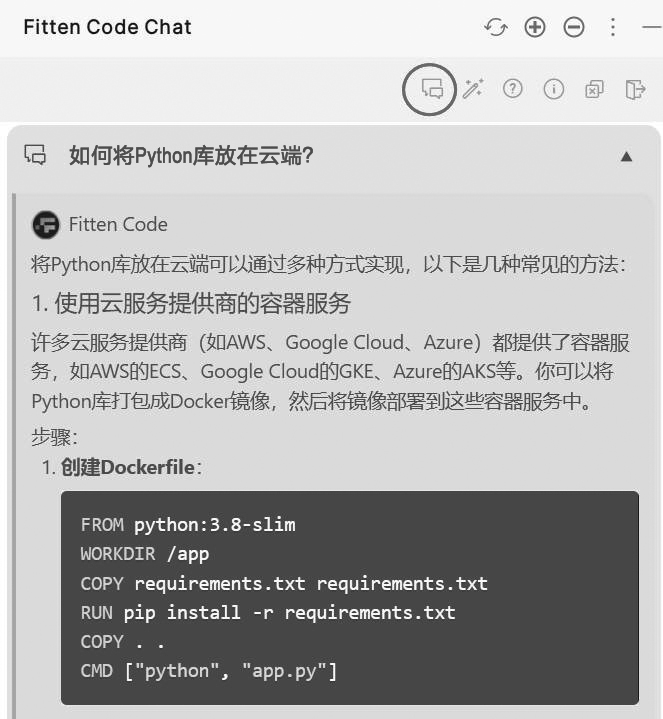 Fitten Code Chat
如何将Python库放在云端？
Fitten Code
将Python库放在云端可以通过多种方式实现，以下是几种常见的方法：
1. 使用云服务提供商的容器服务
许多云服务提供商（如AWS、Google Cloud、Azure）都提供了容器服
务，如AWS的ECS、Google Cloud的GKE、Azure的AKS等。你可以将
Python库打包成Docker镜像，然后将镜像部署到这些容器服务中。
步骤：
1. 创建Dockerfile：
FROM python:3.8-slim
WORKDIR /app
COPY requirements.txt requirements.txt
RUN pip install -r requirements.txt
COPY . .
CMD ["python", "app.py"]